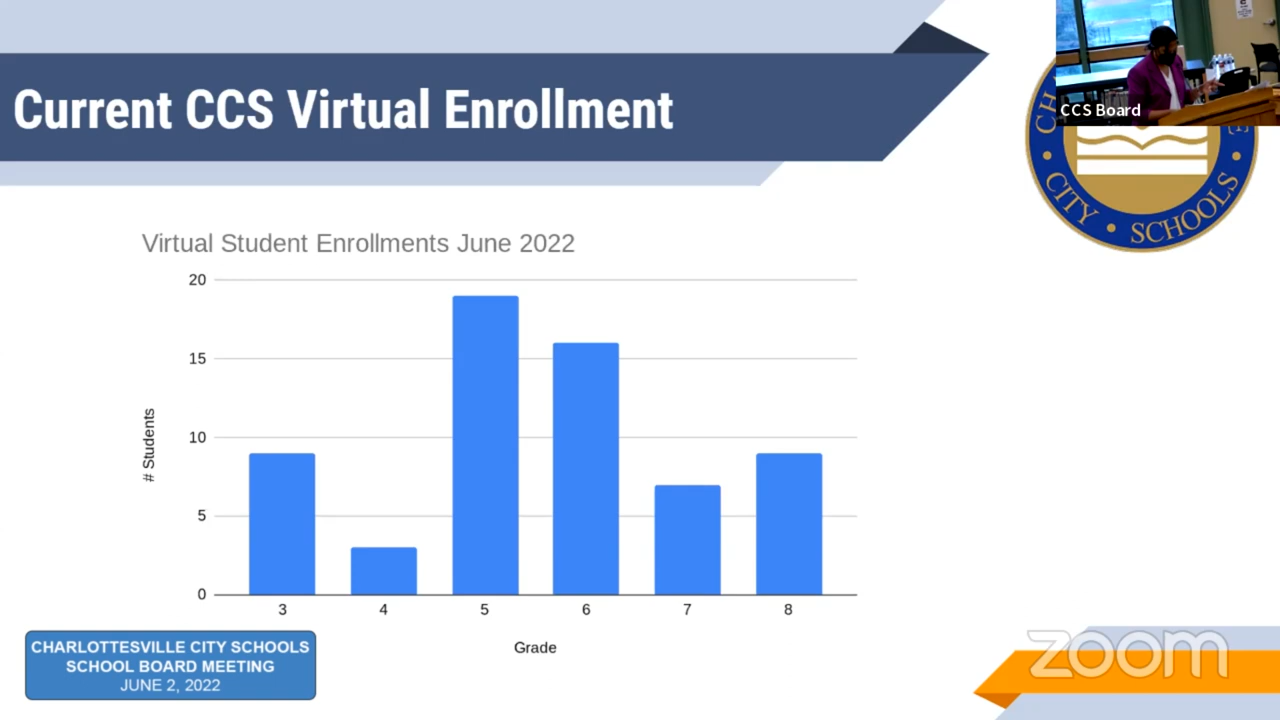 Current CCS Virtual Enrollment
CCS Board
CITY • SCHOOLS
Virtual Student Enrollments June 2022
20
15
10
5
0
# Students
3 4 5 6 7 8
Grade
CHARLOTTESVILLE CITY SCHOOLS
SCHOOL BOARD MEETING
JUNE 2, 2022
zoom